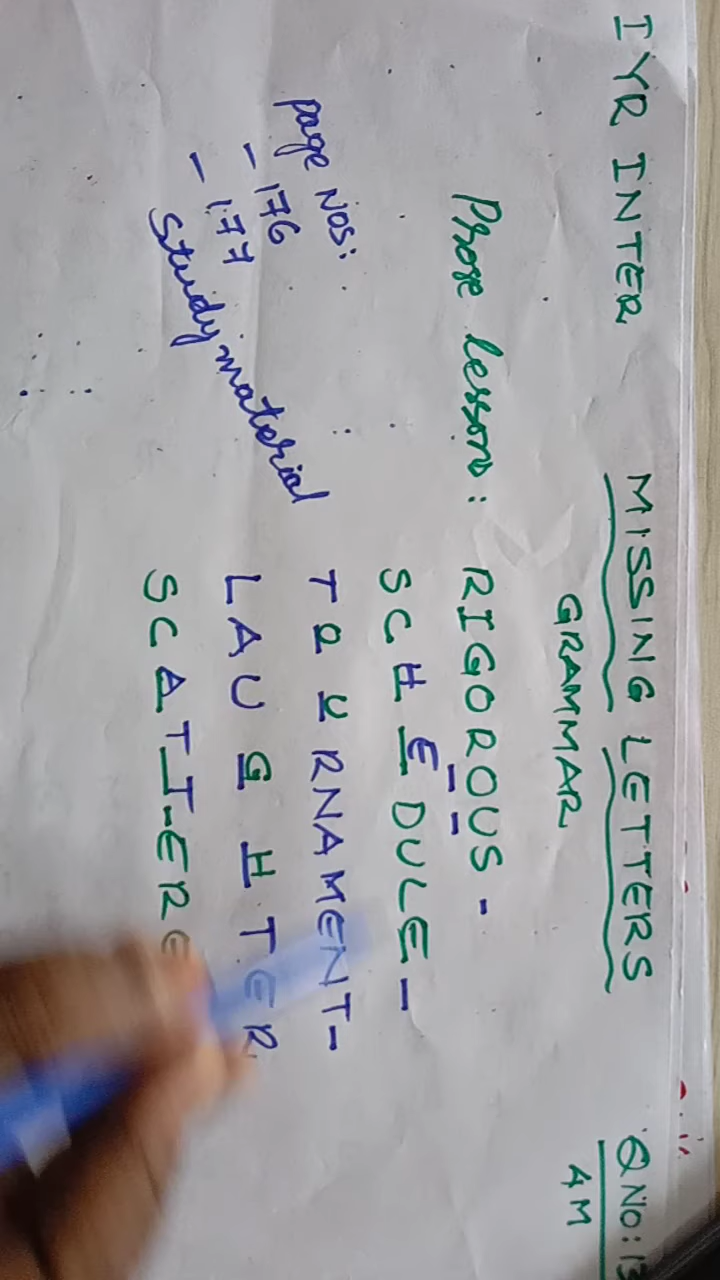 I YR INTER MISSING LETTERS Q NO: 13
GRAMMAR 4M
Prose lessons: RIGOROUS -
SCHEDULE -
TOURNAMENT -
LAUGHTER
SCATTERE
page Nos:
- 176
- 177
Study material